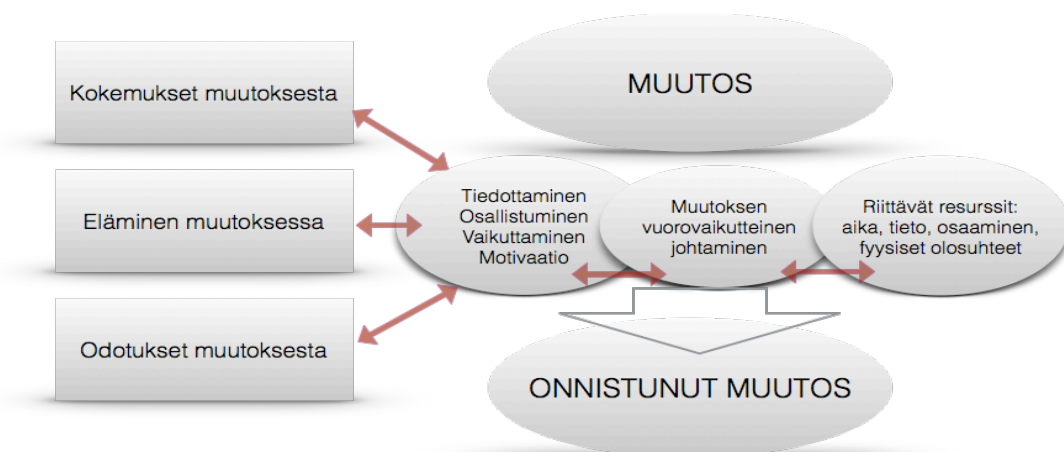 Kokemukset muutoksesta
Eläminen muutoksessa
Odotukset muutoksesta
MUUTOS
Tiedottaminen
Osallistuminen
Vaikuttaminen
Motivaatio
Muutoksen
vuorovaikutteinen
johtaminen
Riittävät resurssit:
aika, tieto, osaaminen,
fyysiset olosuhteet
ONNISTUNUT MUUTOS